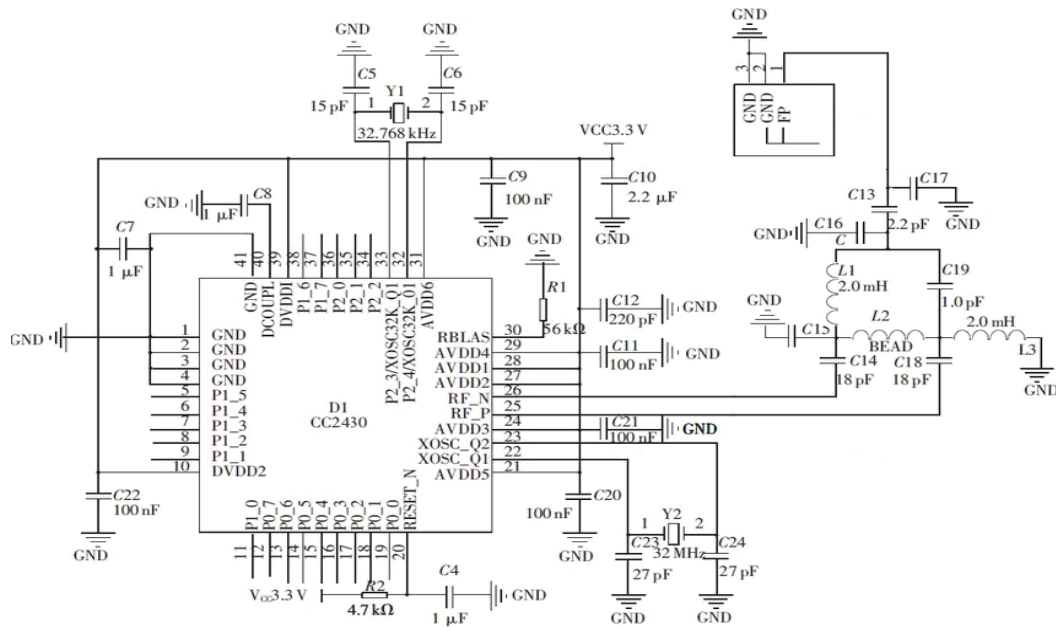 GND GND
C5 C6
15 pF 1 Y1 2 15 pF
32.768 kHz
GND
3 2 1
GND GND FP
VCC3.3 V
C9
100 nF
GND
C10
2.2 μF
GND
C17
GND
C13
2.2 pF
C16
GND
C
L1
2.0 mH
C19
1.0 pF
L2
BEAD
2.0 mH
L3
GND
GND
C15
C14
18 pF
C18
18 pF
GND C8
1 μF
C7
1 μF
GND
41 40 39 38 37 36 35 34 33 32 31
GND DCOUPL DVDDI P1_6 P1_7 P2_0 P2_1 P2_2 P2_3/XOSC32K_Q1 P2_4/XOSC32K_Q1 AVDD6
GND
R1
56 kΩ
C12
220 pF
GND
C11
100 nF
GND
1 GND
2 GND
3 GND
4 GND
5 P1_5
6 P1_4
7 P1_3
8 P1_2
9 P1_1
10 DVDD2
D1
CC2430
RBLAS 30
AVDD4 29
AVDD1 28
AVDD2 27
RF_N 26
RF_P 25
AVDD3 24
XOSC_Q2 23
XOSC_Q1 22
AVDD5 21
C21
100 nF
GND
C22
100 nF
GND
C20
100 nF
GND
P1_0 P0_7 P0_6 P0_5 P0_4 P0_3 P0_2 P0_1 P0_0 RESET_N
11 12 13 14 15 16 17 18 19 20
VCC3.3 V
R2
4.7 kΩ
C4
1 μF
GND
1 Y2 2
32 MHz
C23
27 pF
GND
C24
27 pF
GND